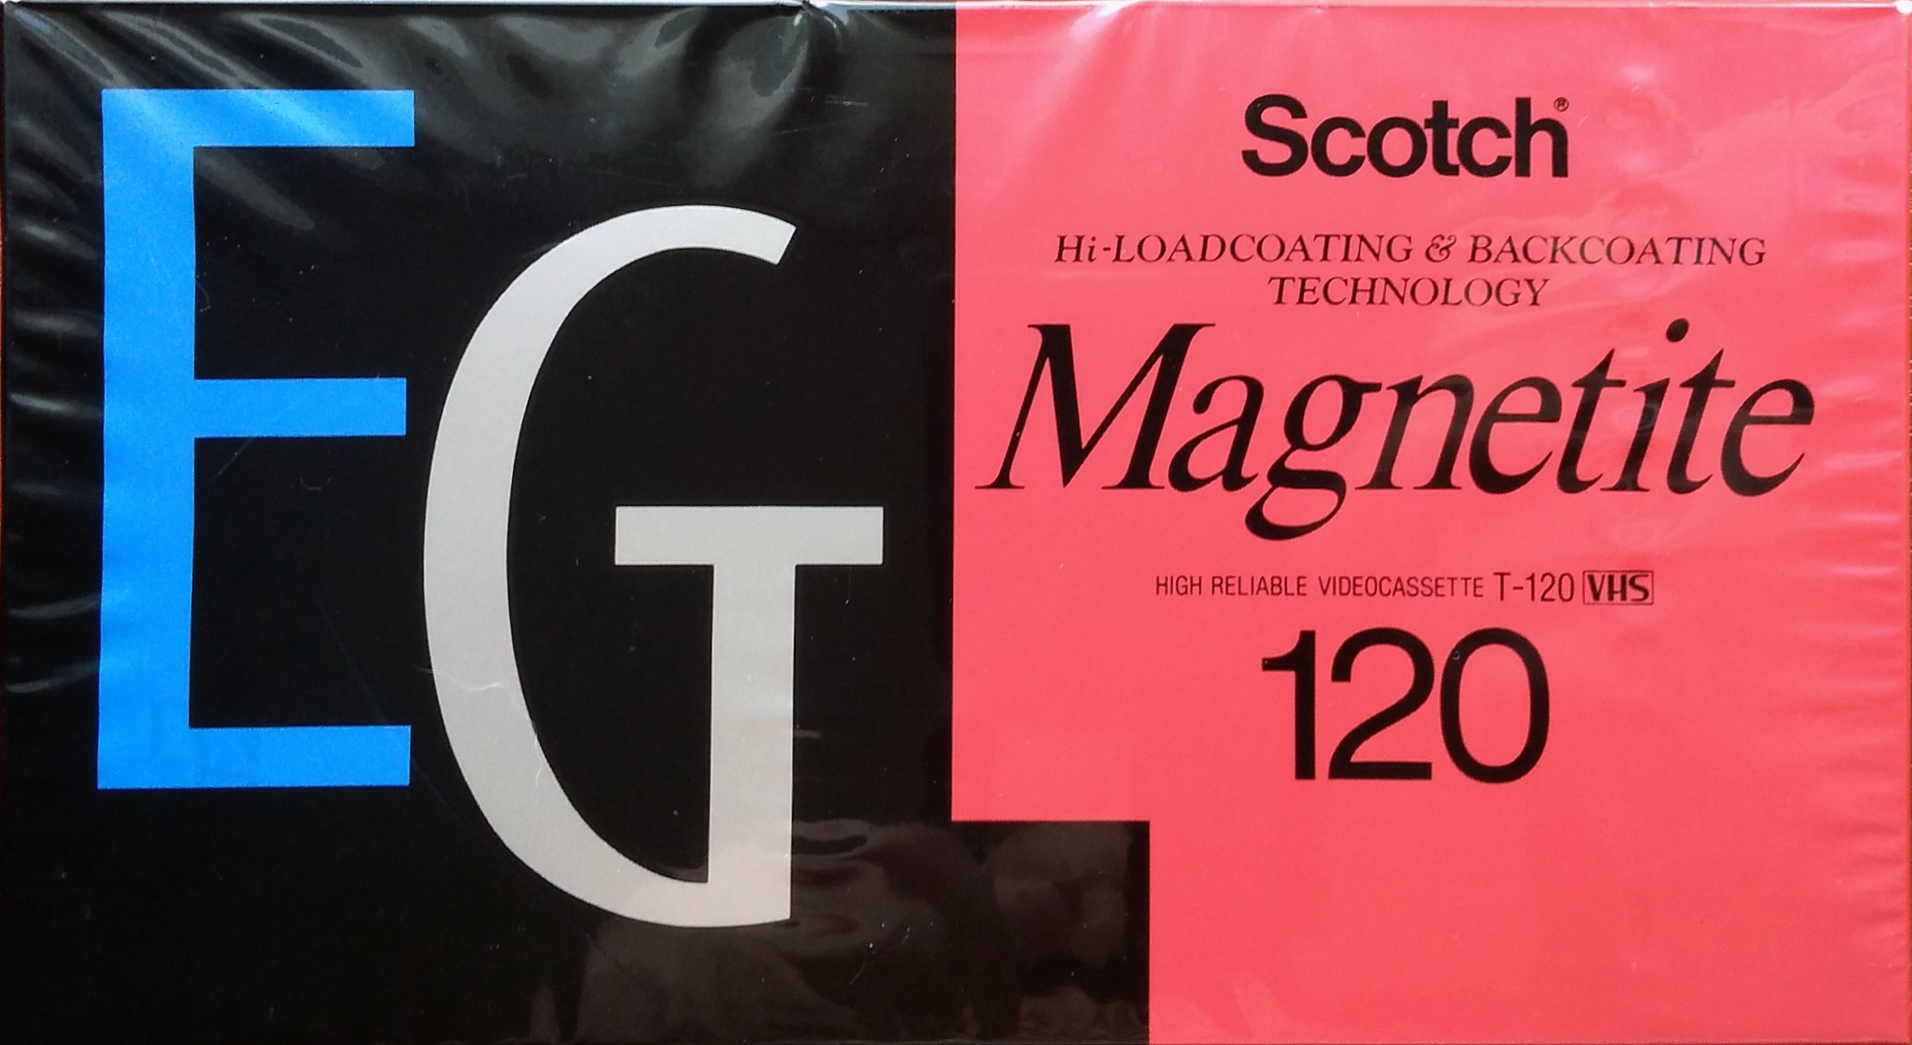 EG
Scotch®
Hi-LOADCOATING & BACKCOATING
TECHNOLOGY
Magnetite
HIGH RELIABLE VIDEOCASSETTE T-120 VHS
120